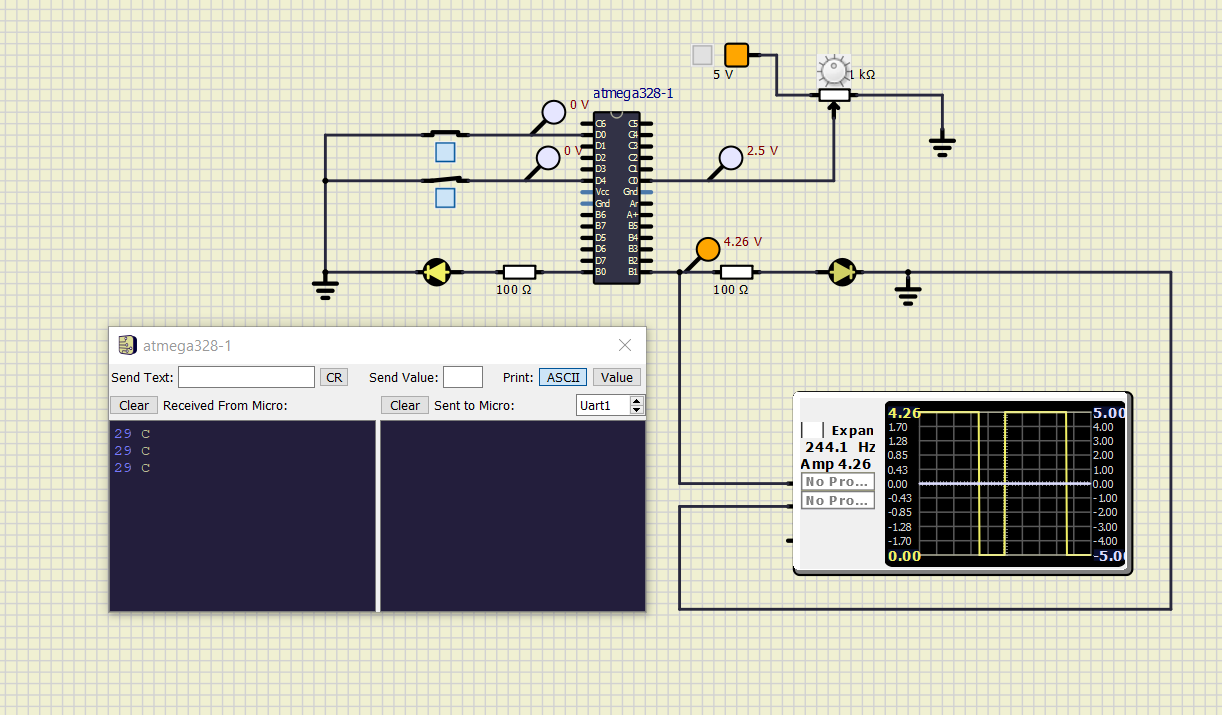 5 V
1 kΩ
atmega328-1
0 V
0 V
2.5 V
C6 C5
D0 C4
D1 C3
D2 C2
D3 C1
D4 C0
Vcc Gnd
Gnd Ar
B6 A+
B7 B5
D5 B4
D6 B3
D7 B2
B0 B1
4.26 V
100 Ω
100 Ω
atmega328-1
Send Text: CR Send Value: Print: ASCII Value
Clear Received From Micro: Clear Sent to Micro: Uart1
29 C
29 C
29 C
Expan
244.1 Hz
Amp 4.26
No Pro...
No Pro...
4.26 5.00
1.70 4.00
1.28 3.00
0.85 2.00
0.43 1.00
0.00 0.00
-0.43 -1.00
-0.85 -2.00
-1.28 -3.00
-1.70 -4.00
0.00 -5.00